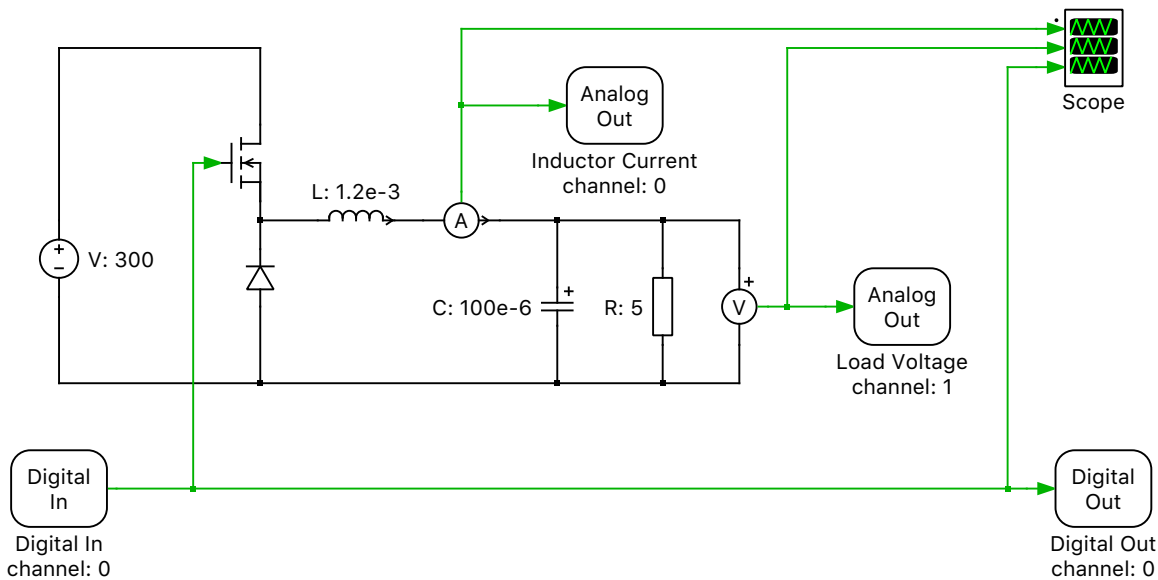 Scope
Analog
Out
Inductor Current
channel: 0
L: 1.2e-3
A
V: 300
C: 100e-6
R: 5
V
Analog
Out
Load Voltage
channel: 1
Digital
In
Digital In
channel: 0
Digital
Out
Digital Out
channel: 0